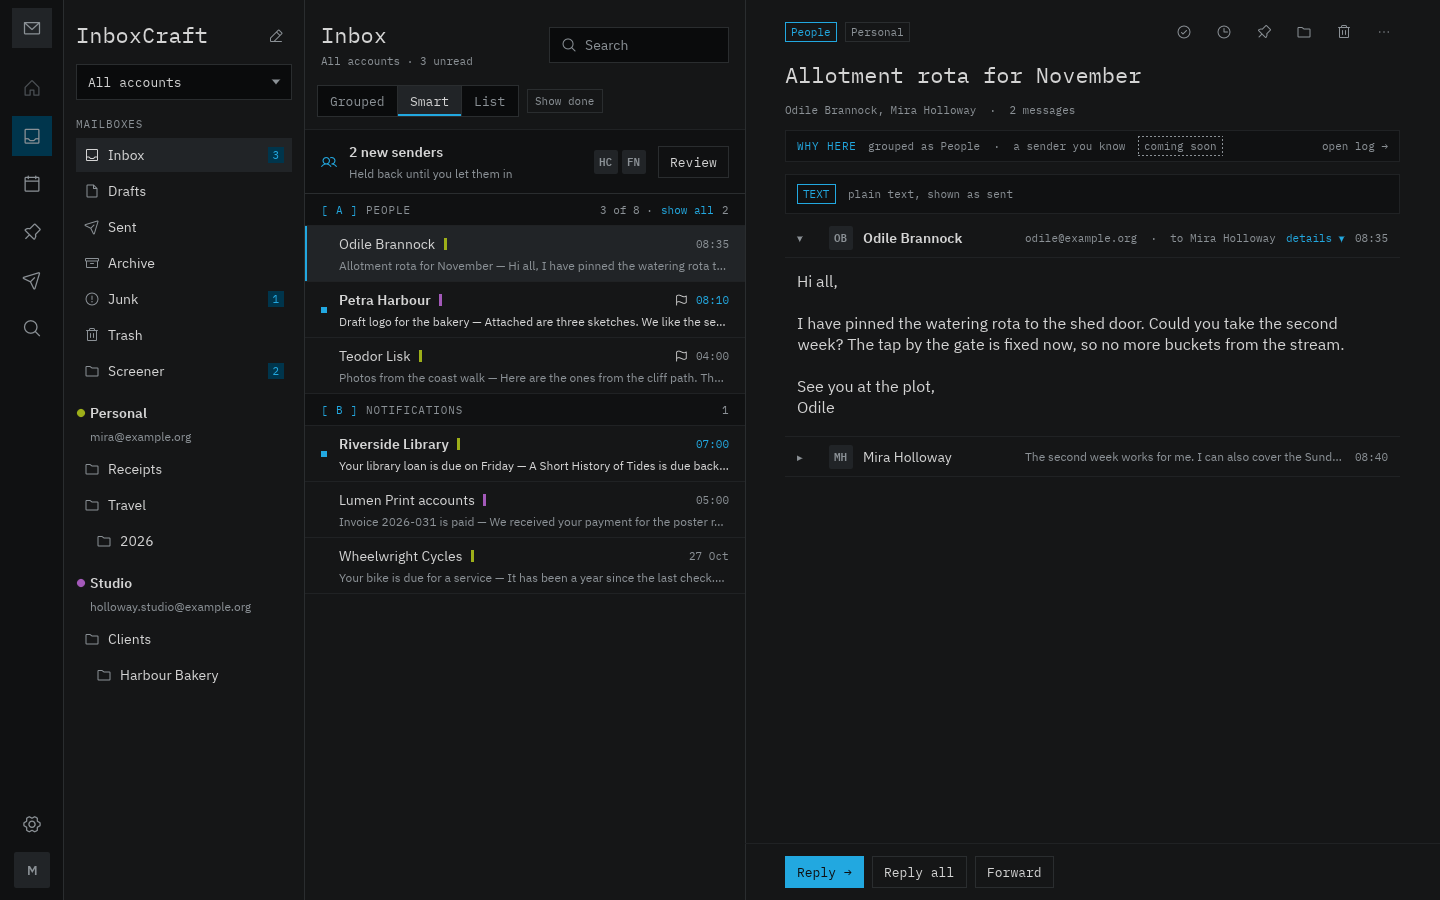 InboxCraft
All accounts
MAILBOXES
Inbox 3
Drafts
Sent
Archive
Junk 1
Trash
Screener 2
Personal
mira@example.org
Receipts
Travel
2026
Studio
holloway.studio@example.org
Clients
Harbour Bakery
M
Inbox
All accounts · 3 unread
Search
Grouped Smart List Show done
2 new senders
Held back until you let them in
HC FN Review
[ A ] PEOPLE 3 of 8 · show all 2
Odile Brannock 08:35
Allotment rota for November — Hi all, I have pinned the watering rota t…
Petra Harbour 08:10
Draft logo for the bakery — Attached are three sketches. We like the se…
Teodor Lisk 04:00
Photos from the coast walk — Here are the ones from the cliff path. Th…
[ B ] NOTIFICATIONS 1
Riverside Library 07:00
Your library loan is due on Friday — A Short History of Tides is due back…
Lumen Print accounts 05:00
Invoice 2026-031 is paid — We received your payment for the poster r…
Wheelwright Cycles 27 Oct
Your bike is due for a service — It has been a year since the last check.…
People Personal
Allotment rota for November
Odile Brannock, Mira Holloway · 2 messages
WHY HERE grouped as People · a sender you know coming soon open log →
TEXT plain text, shown as sent
▾ OB Odile Brannock odile@example.org · to Mira Holloway details ▾ 08:35
Hi all,
I have pinned the watering rota to the shed door. Could you take the second
week? The tap by the gate is fixed now, so no more buckets from the stream.
See you at the plot,
Odile
▸ MH Mira Holloway The second week works for me. I can also cover the Sund… 08:40
Reply → Reply all Forward